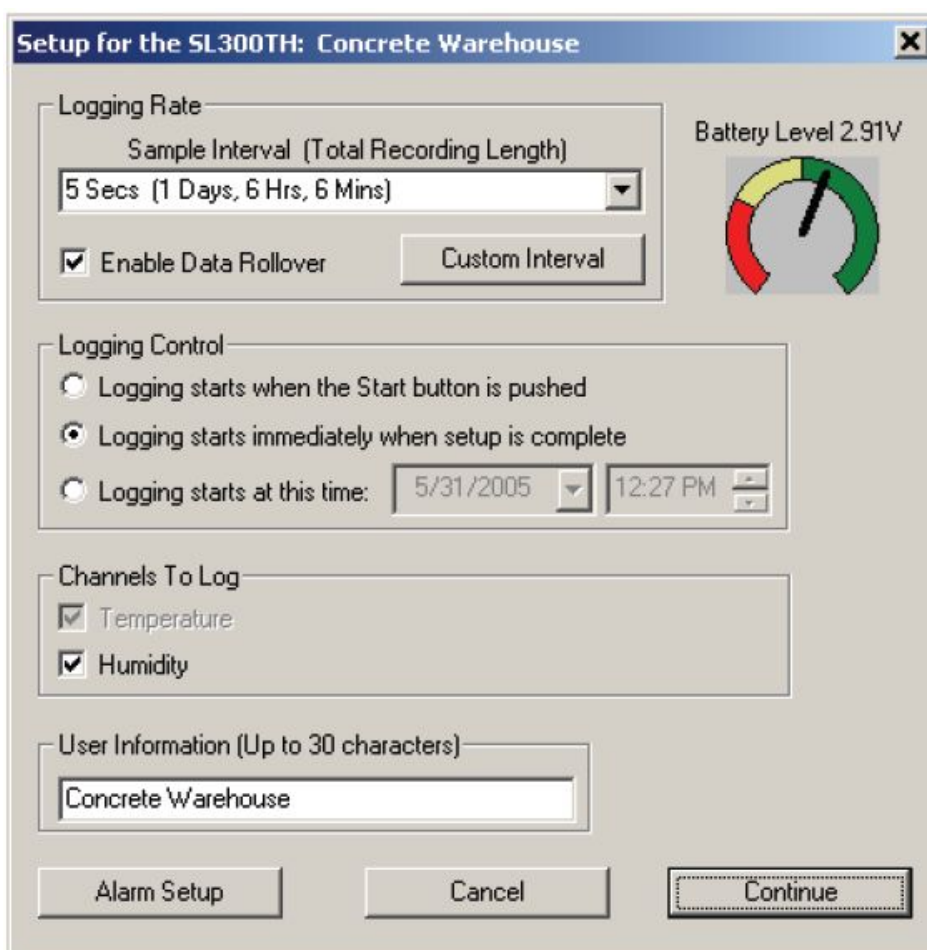 Setup for the SL300TH: Concrete Warehouse
Logging Rate
Sample Interval (Total Recording Length)
5 Secs (1 Days, 6 Hrs, 6 Mins)
Enable Data Rollover
Custom Interval
Battery Level 2.91V
Logging Control
Logging starts when the Start button is pushed
Logging starts immediately when setup is complete
Logging starts at this time: 5/31/2005 12:27 PM
Channels To Log
Temperature
Humidity
User Information (Up to 30 characters)
Concrete Warehouse
Alarm Setup
Cancel
Continue